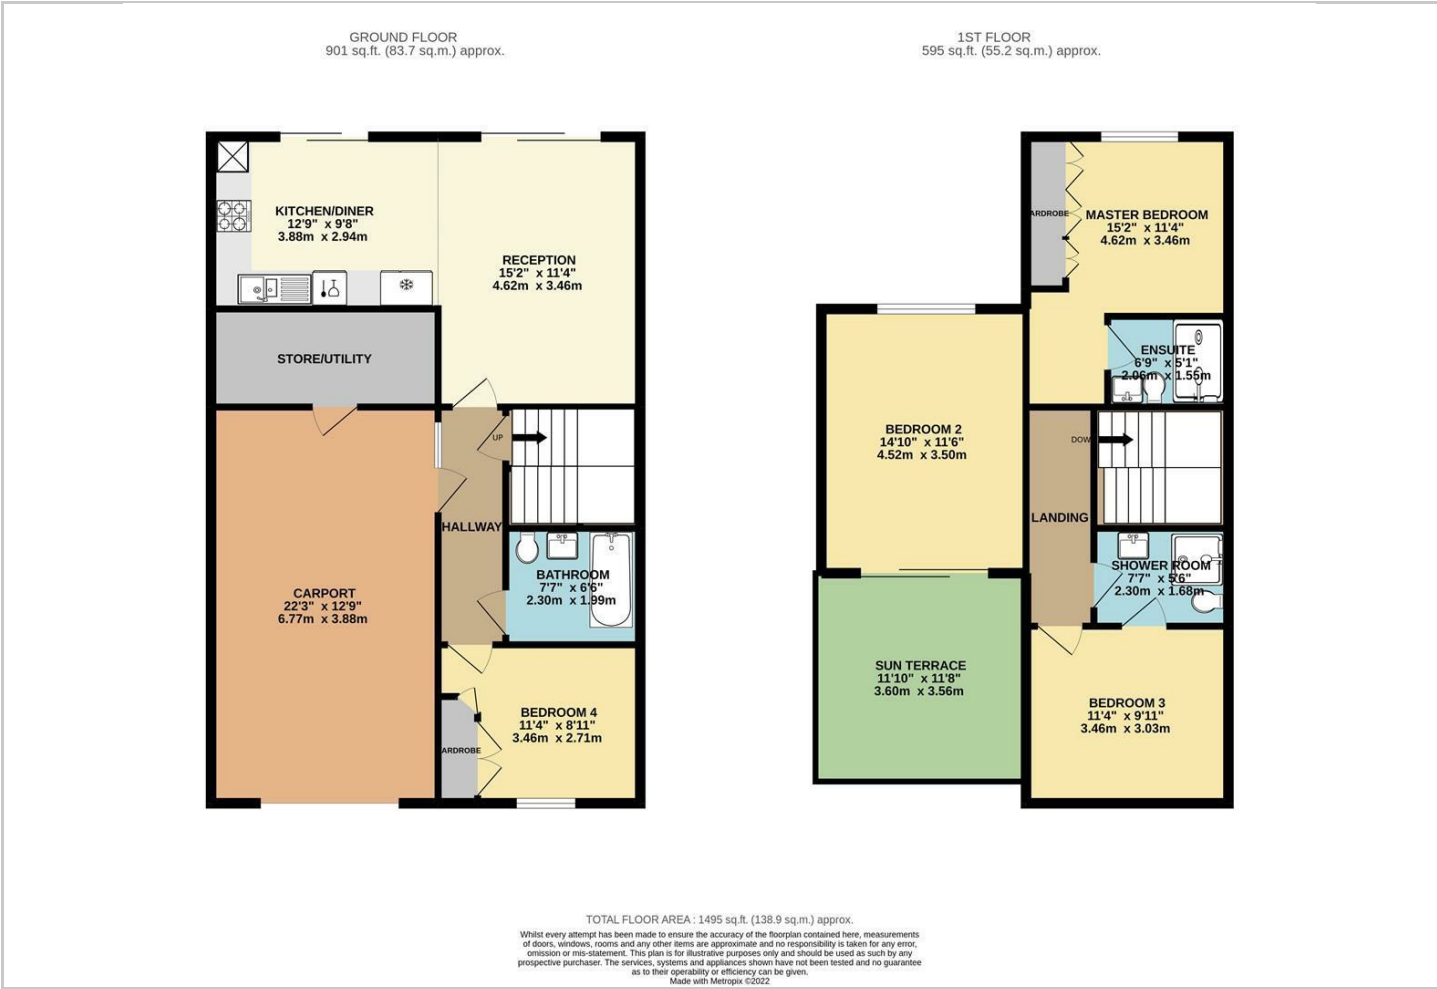 GROUND FLOOR
901 sq.ft. (83.7 sq.m.) approx.
1ST FLOOR
595 sq.ft. (55.2 sq.m.) approx.
KITCHEN/DINER
12'9" x 9'8"
3.88m x 2.94m
RECEPTION
15'2" x 11'4"
4.62m x 3.46m
STORE/UTILITY
UP
HALLWAY
BATHROOM
7'7" x 6'6"
2.30m x 1.99m
CARPORT
22'3" x 12'9"
6.77m x 3.88m
BEDROOM 4
11'4" x 8'11"
3.46m x 2.71m
ARDROBE
ARDROBE
MASTER BEDROOM
15'2" x 11'4"
4.62m x 3.46m
ENSUITE
6'9" x 5'1"
2.06m x 1.55m
BEDROOM 2
14'10" x 11'6"
4.52m x 3.50m
DOW
LANDING
SHOWER ROOM
7'7" x 5'6"
2.30m x 1.68m
SUN TERRACE
11'10" x 11'8"
3.60m x 3.56m
BEDROOM 3
11'4" x 9'11"
3.46m x 3.03m
TOTAL FLOOR AREA : 1495 sq.ft. (138.9 sq.m.) approx.
Whilst every attempt has been made to ensure the accuracy of the floorplan contained here, measurements
of doors, windows, rooms and any other items are approximate and no responsibility is taken for any error,
omission or mis-statement. This plan is for illustrative purposes only and should be used as such by any
prospective purchaser. The services, systems and appliances shown have not been tested and no guarantee
as to their operability or efficiency can be given.
Made with Metropix ©2022